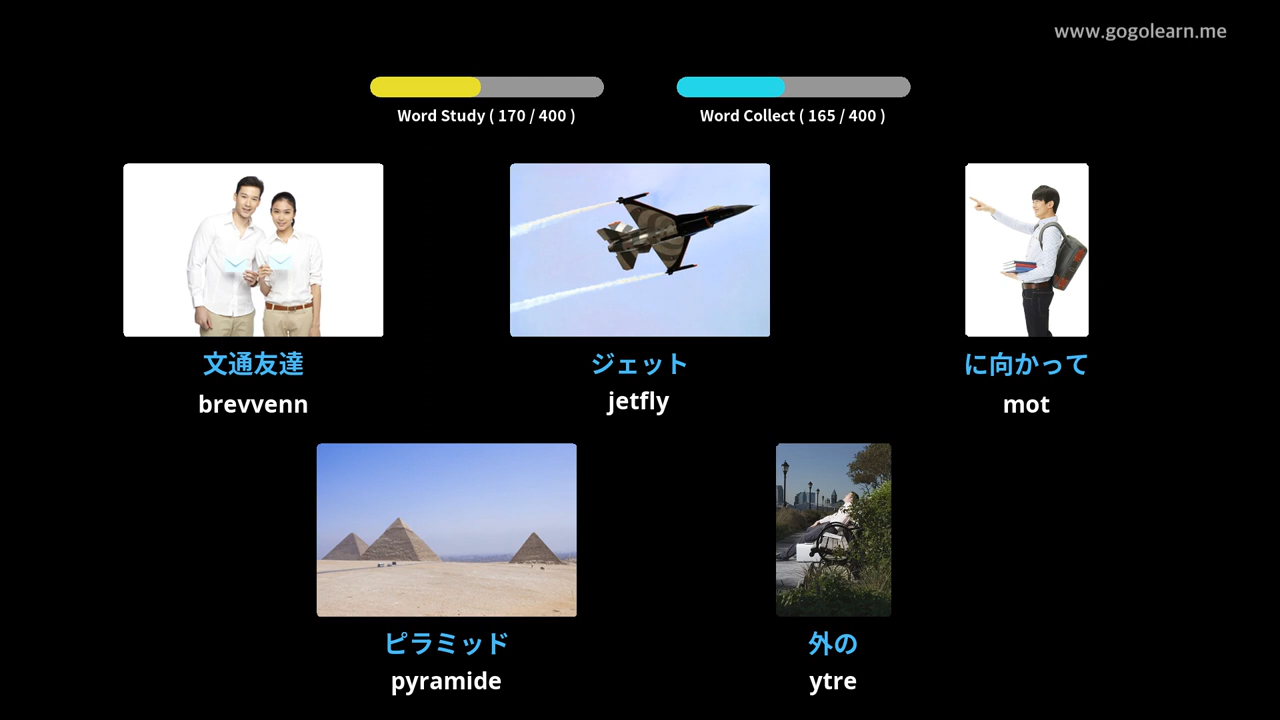 www.gogolearn.me
Word Study ( 170 / 400 )
Word Collect ( 165 / 400 )
文通友達
brevvenn
ジェット
jetfly
に向かって
mot
ピラミッド
pyramide
外の
ytre